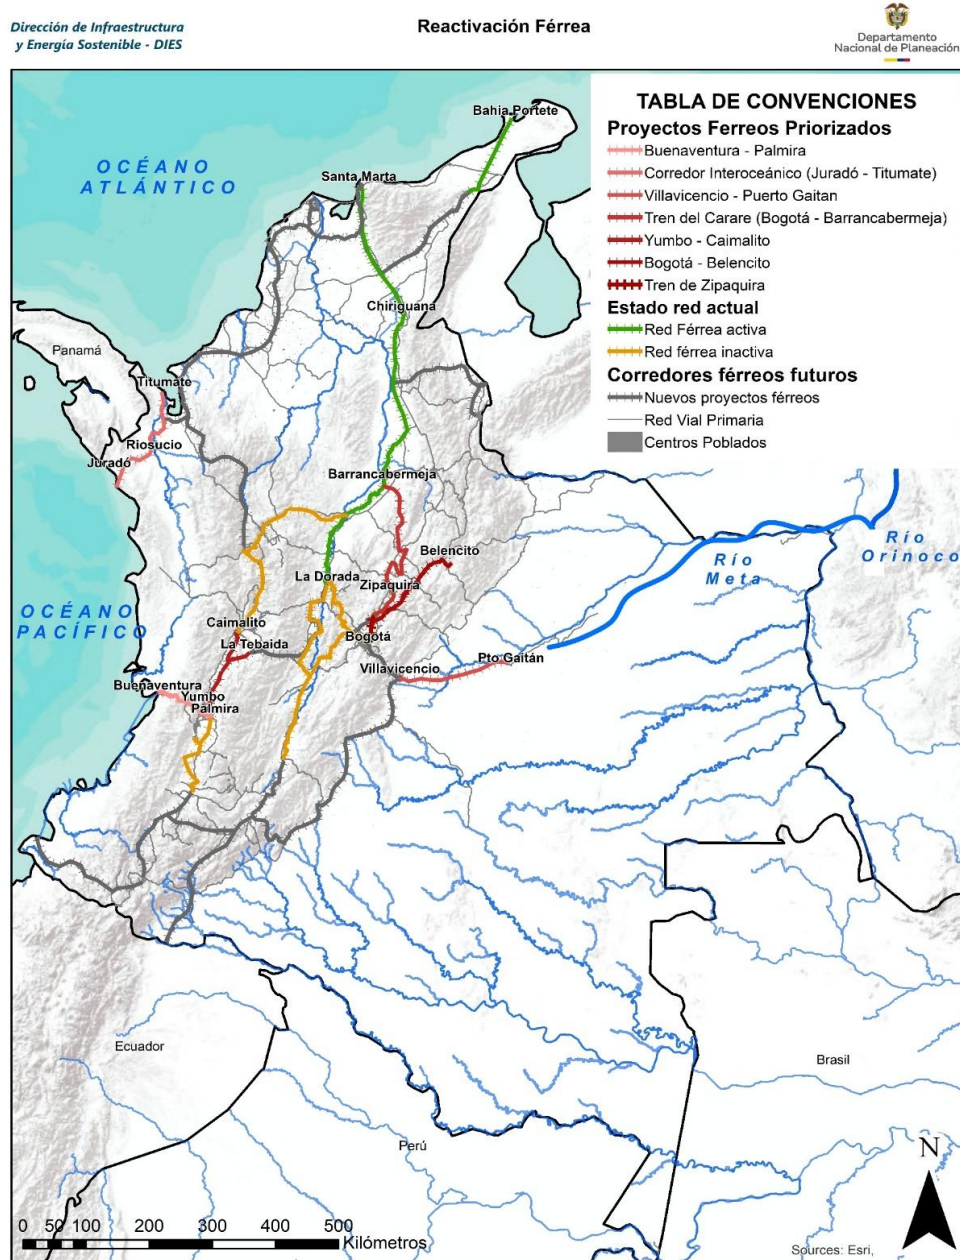 Dirección de Infraestructura
y Energía Sostenible - DIES
Reactivación Férrea
Departamento
Nacional de Planeación
TABLA DE CONVENCIONES
Proyectos Ferreos Priorizados
Buenaventura - Palmira
Corredor Interoceánico (Juradó - Titumate)
Villavicencio - Puerto Gaitan
Tren del Carare (Bogotá - Barrancabermeja)
Yumbo - Caimalito
Bogotá - Belencito
Tren de Zipaquira
Estado red actual
Red Férrea activa
Red férrea inactiva
Corredores férreos futuros
Nuevos proyectos férreos
Red Vial Primaria
Centros Poblados
Bahia Portete
OCÉANO
ATLÁNTICO
Santa Marta
Chiriguana
Panamá
Titumate
Riosucio
Juradó
Barrancabermeja
Belencito
La Dorada
Zipaquirá
Río
Meta
Río
Orinoco
OCÉANO
PACÍFICO
Caimalito
La Tebaida
Bogotá
Villavicencio
Pto Gaitán
Buenaventura
Yumbo
Palmira
Ecuador
Brasil
Perú
N
0 50 100 200 300 400 500
Kilómetros
Sources: Esri,